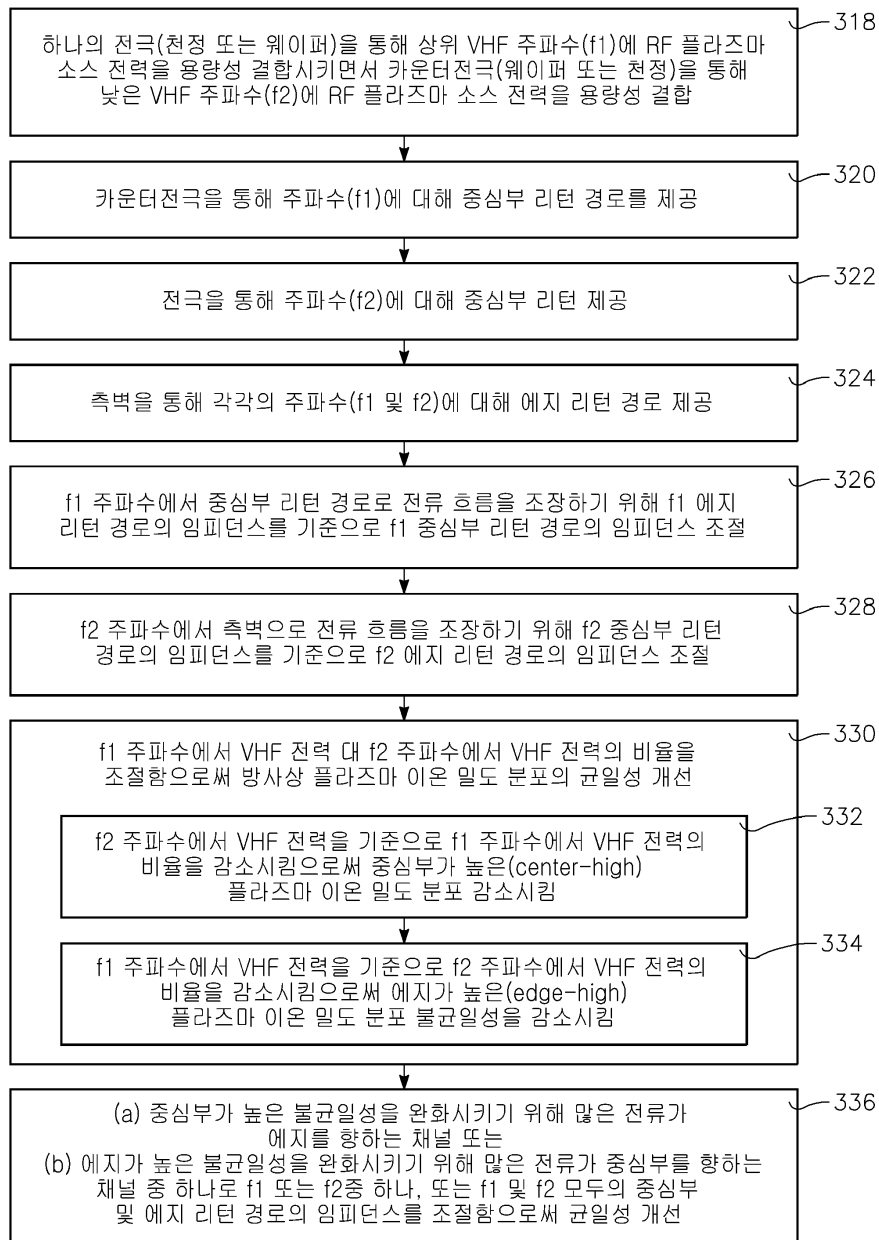 하나의 전극(천정 또는 웨이퍼)을 통해 상위 VHF 주파수(f1)에 RF 플라즈마
소스 전력을 용량성 결합시키면서 카운터전극(웨이퍼 또는 천정)을 통해
낮은 VHF 주파수(f2)에 RF 플라즈마 소스 전력을 용량성 결합
318
카운터전극을 통해 주파수(f1)에 대해 중심부 리턴 경로를 제공
320
전극을 통해 주파수(f2)에 대해 중심부 리턴 제공
322
측벽을 통해 각각의 주파수(f1 및 f2)에 대해 에지 리턴 경로 제공
324
f1 주파수에서 중심부 리턴 경로로 전류 흐름을 조장하기 위해 f1 에지
리턴 경로의 임피던스를 기준으로 f1 중심부 리턴 경로의 임피던스 조절
326
f2 주파수에서 측벽으로 전류 흐름을 조장하기 위해 f2 중심부 리턴
경로의 임피던스를 기준으로 f2 에지 리턴 경로의 임피던스 조절
328
f1 주파수에서 VHF 전력 대 f2 주파수에서 VHF 전력의 비율을
조절함으로써 방사상 플라즈마 이온 밀도 분포의 균일성 개선
330
f2 주파수에서 VHF 전력을 기준으로 f1 주파수에서 VHF 전력의
비율을 감소시킴으로써 중심부가 높은(center-high)
플라즈마 이온 밀도 분포 감소시킴
332
f1 주파수에서 VHF 전력을 기준으로 f2 주파수에서 VHF 전력의
비율을 감소시킴으로써 에지가 높은(edge-high)
플라즈마 이온 밀도 분포 불균일성을 감소시킴
334
(a) 중심부가 높은 불균일성을 완화시키기 위해 많은 전류가
에지를 향하는 채널 또는
(b) 에지가 높은 불균일성을 완화시키기 위해 많은 전류가 중심부를 향하는
채널 중 하나로 f1 또는 f2중 하나, 또는 f1 및 f2 모두의 중심부
및 에지 리턴 경로의 임피던스를 조절함으로써 균일성 개선
336